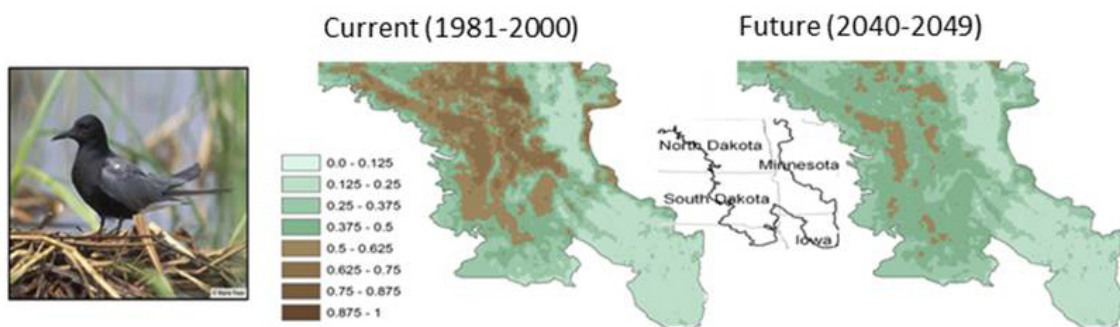 Current (1981-2000)
Future (2040-2049)
0.0 - 0.125
0.125 - 0.25
0.25 - 0.375
0.375 - 0.5
0.5 - 0.625
0.625 - 0.75
0.75 - 0.875
0.875 - 1
North Dakota
Minnesota
South Dakota
Iowa